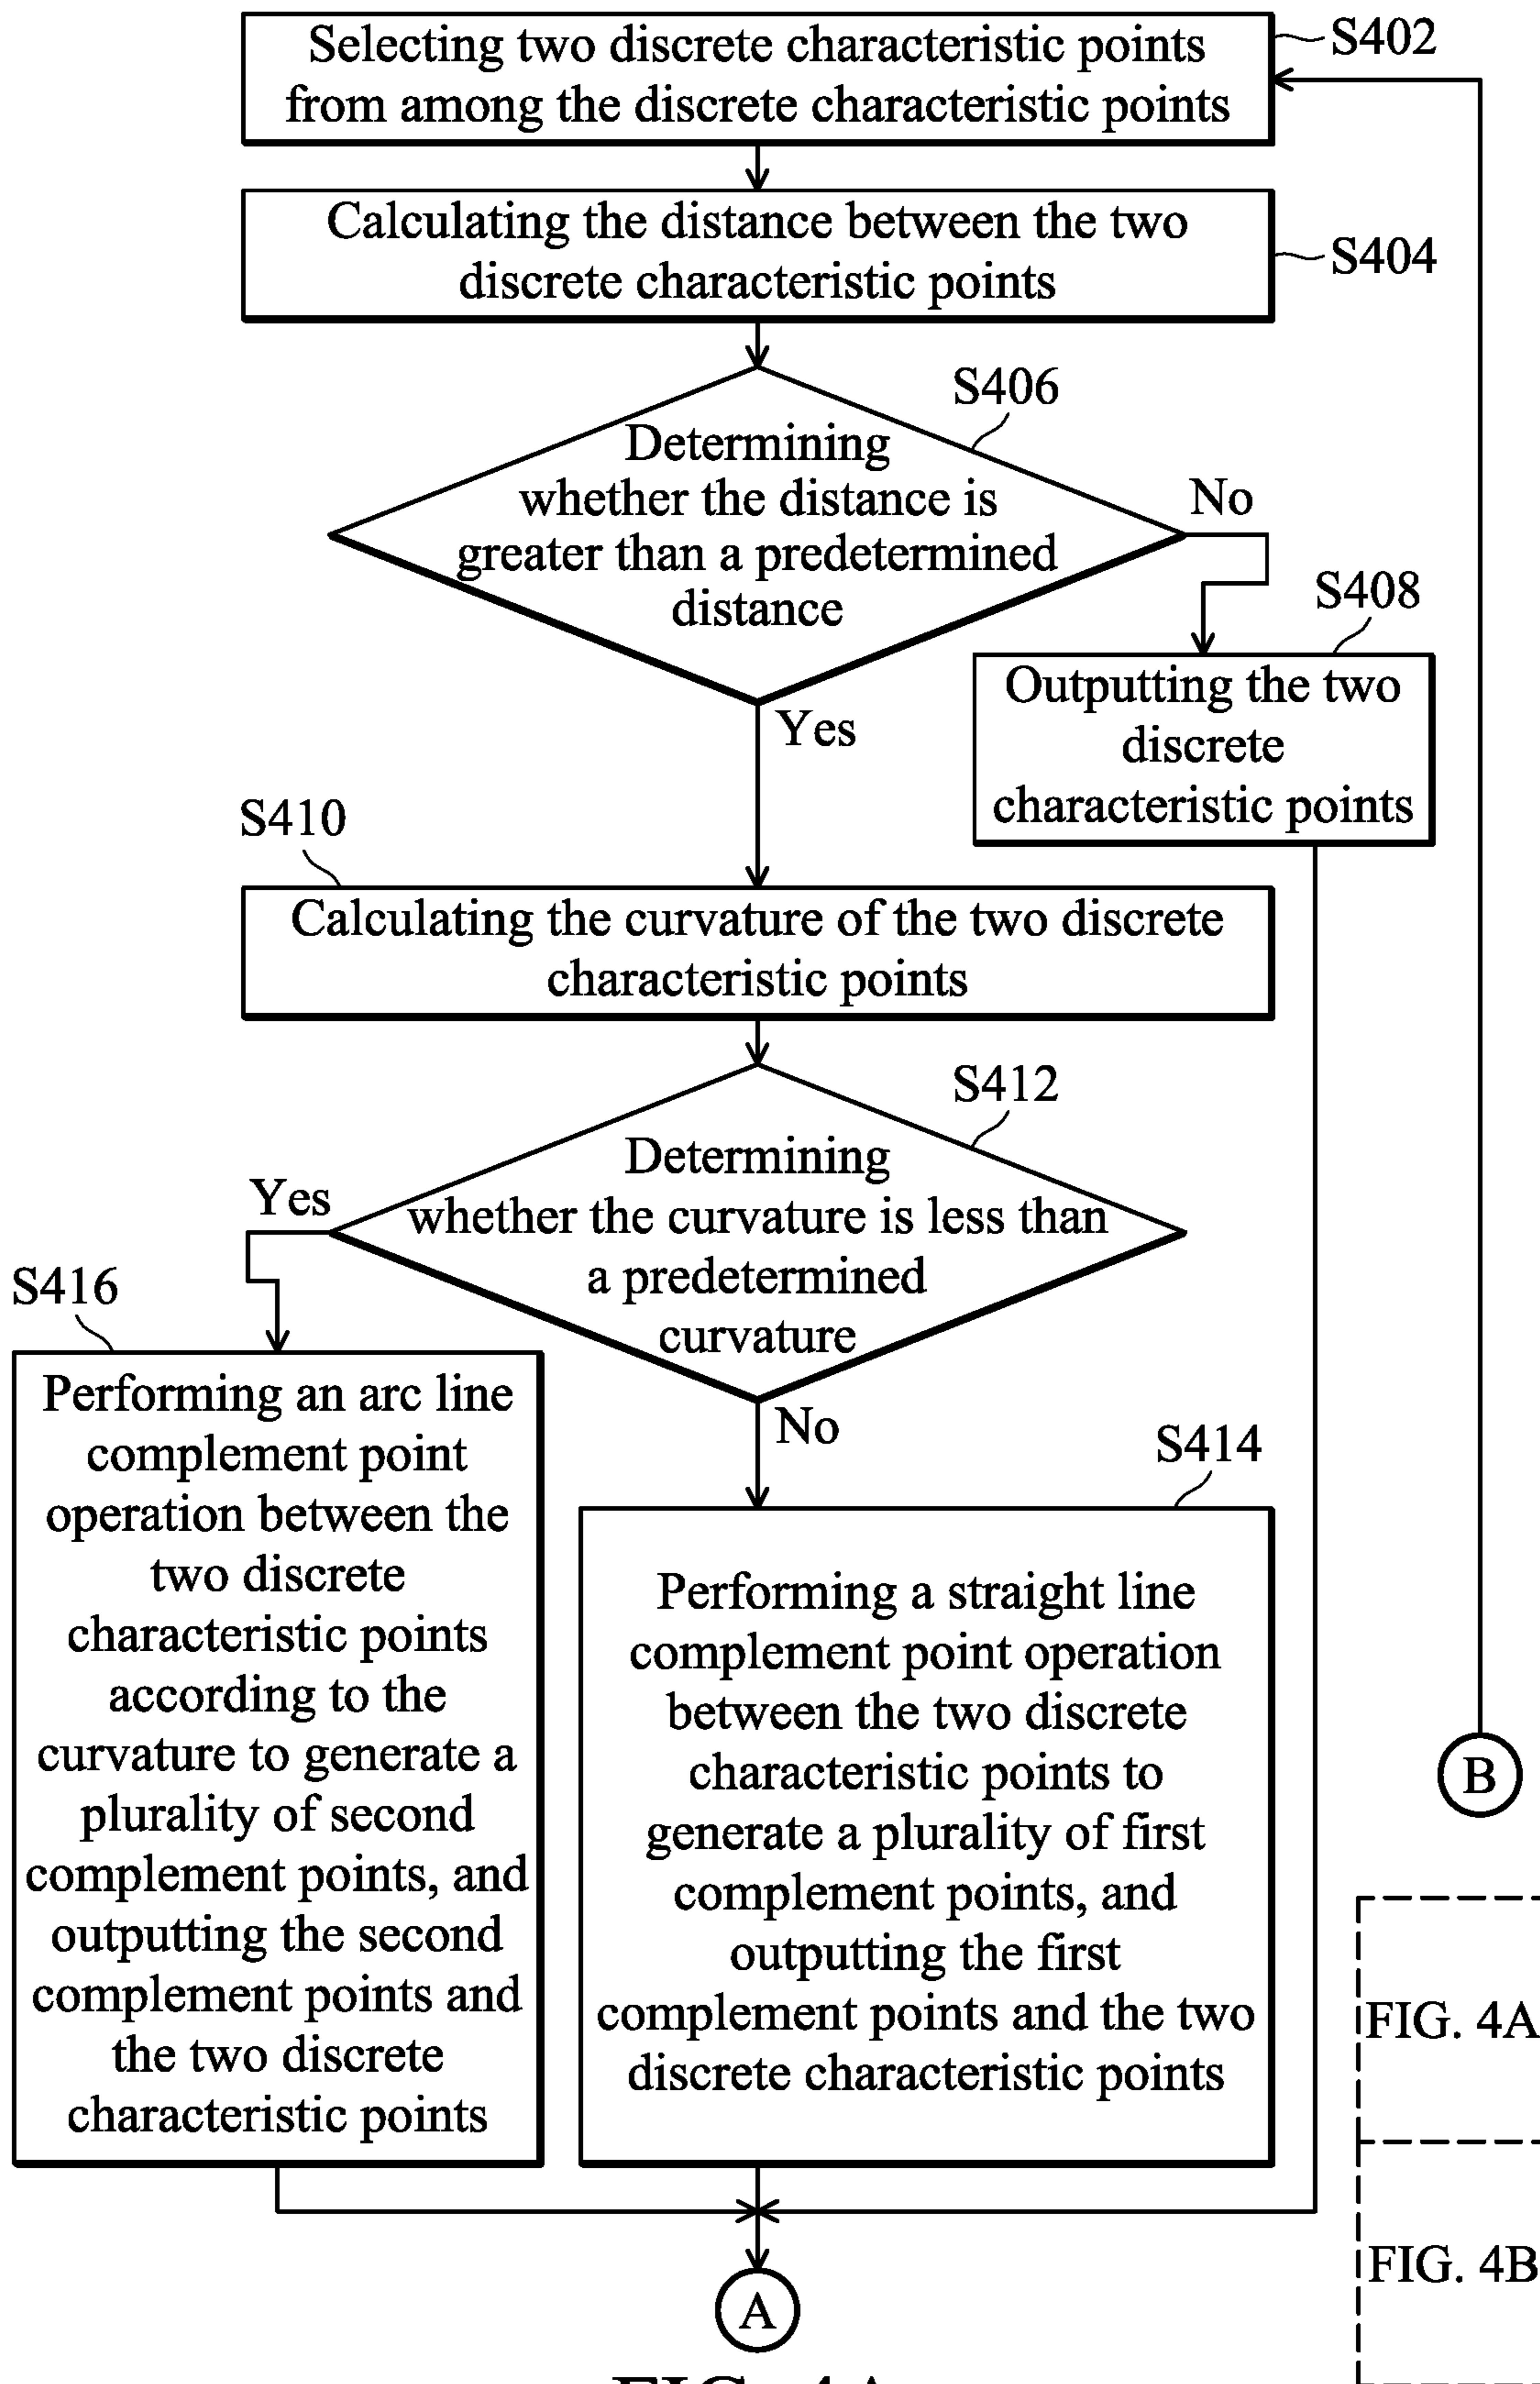 Selecting two discrete characteristic points
from among the discrete characteristic points
S402
Calculating the distance between the two
discrete characteristic points
S404
S406
Determining
whether the distance is
greater than a predetermined
distance
No
Yes
S408
Outputting the two
discrete
characteristic points
S410
Calculating the curvature of the two discrete
characteristic points
S412
Determining
whether the curvature is less than
a predetermined
curvature
Yes
No
S416
Performing an arc line
complement point
operation between the
two discrete
characteristic points
according to the
curvature to generate a
plurality of second
complement points, and
outputting the second
complement points and
the two discrete
characteristic points
S414
Performing a straight line
complement point operation
between the two discrete
characteristic points to
generate a plurality of first
complement points, and
outputting the first
complement points and the two
discrete characteristic points
B
FIG. 4A
FIG. 4B
A
FIG. 4A